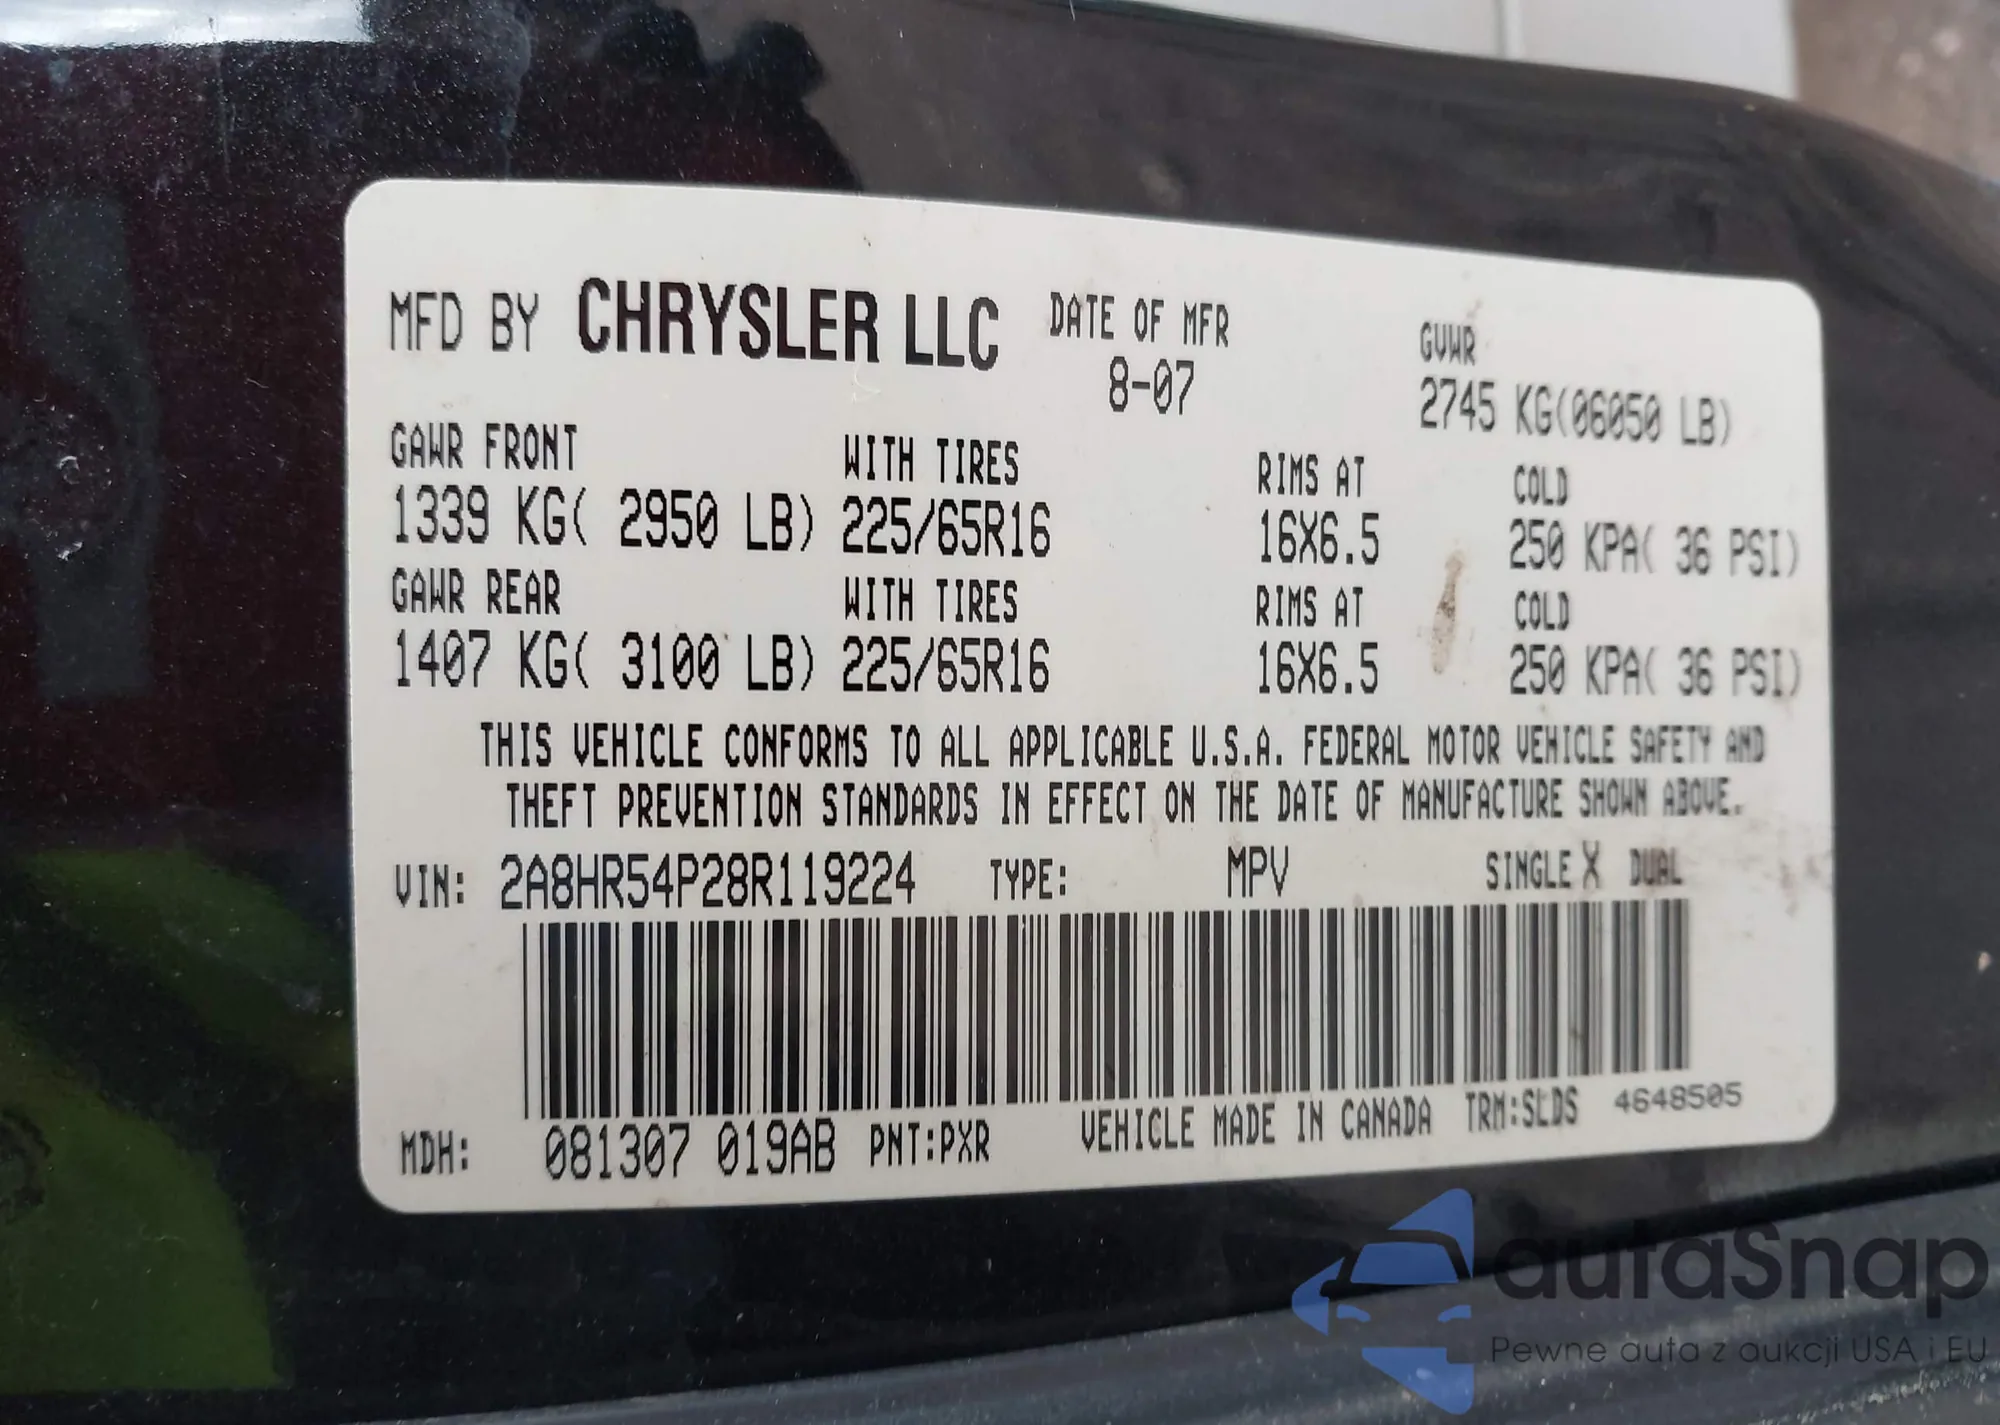 MFD BY CHRYSLER LLC DATE OF MFR GVWR
8-07 2745 KG(06050 LB)
GAWR FRONT WITH TIRES RIMS AT COLD
1339 KG( 2950 LB) 225/65R16 16X6.5 250 KPA( 36 PSI)
GAWR REAR WITH TIRES RIMS AT COLD
1407 KG( 3100 LB) 225/65R16 16X6.5 250 KPA( 36 PSI)
THIS VEHICLE CONFORMS TO ALL APPLICABLE U.S.A. FEDERAL MOTOR VEHICLE SAFETY AND
THEFT PREVENTION STANDARDS IN EFFECT ON THE DATE OF MANUFACTURE SHOWN ABOVE.
VIN: 2A8HR54P28R119224 TYPE: MPV SINGLE X DUAL
MDH: 081307 019AB PNT:PXR VEHICLE MADE IN CANADA TRM:SLDS 4648505
autaSnap
Pewne auta z aukcji USA i EU